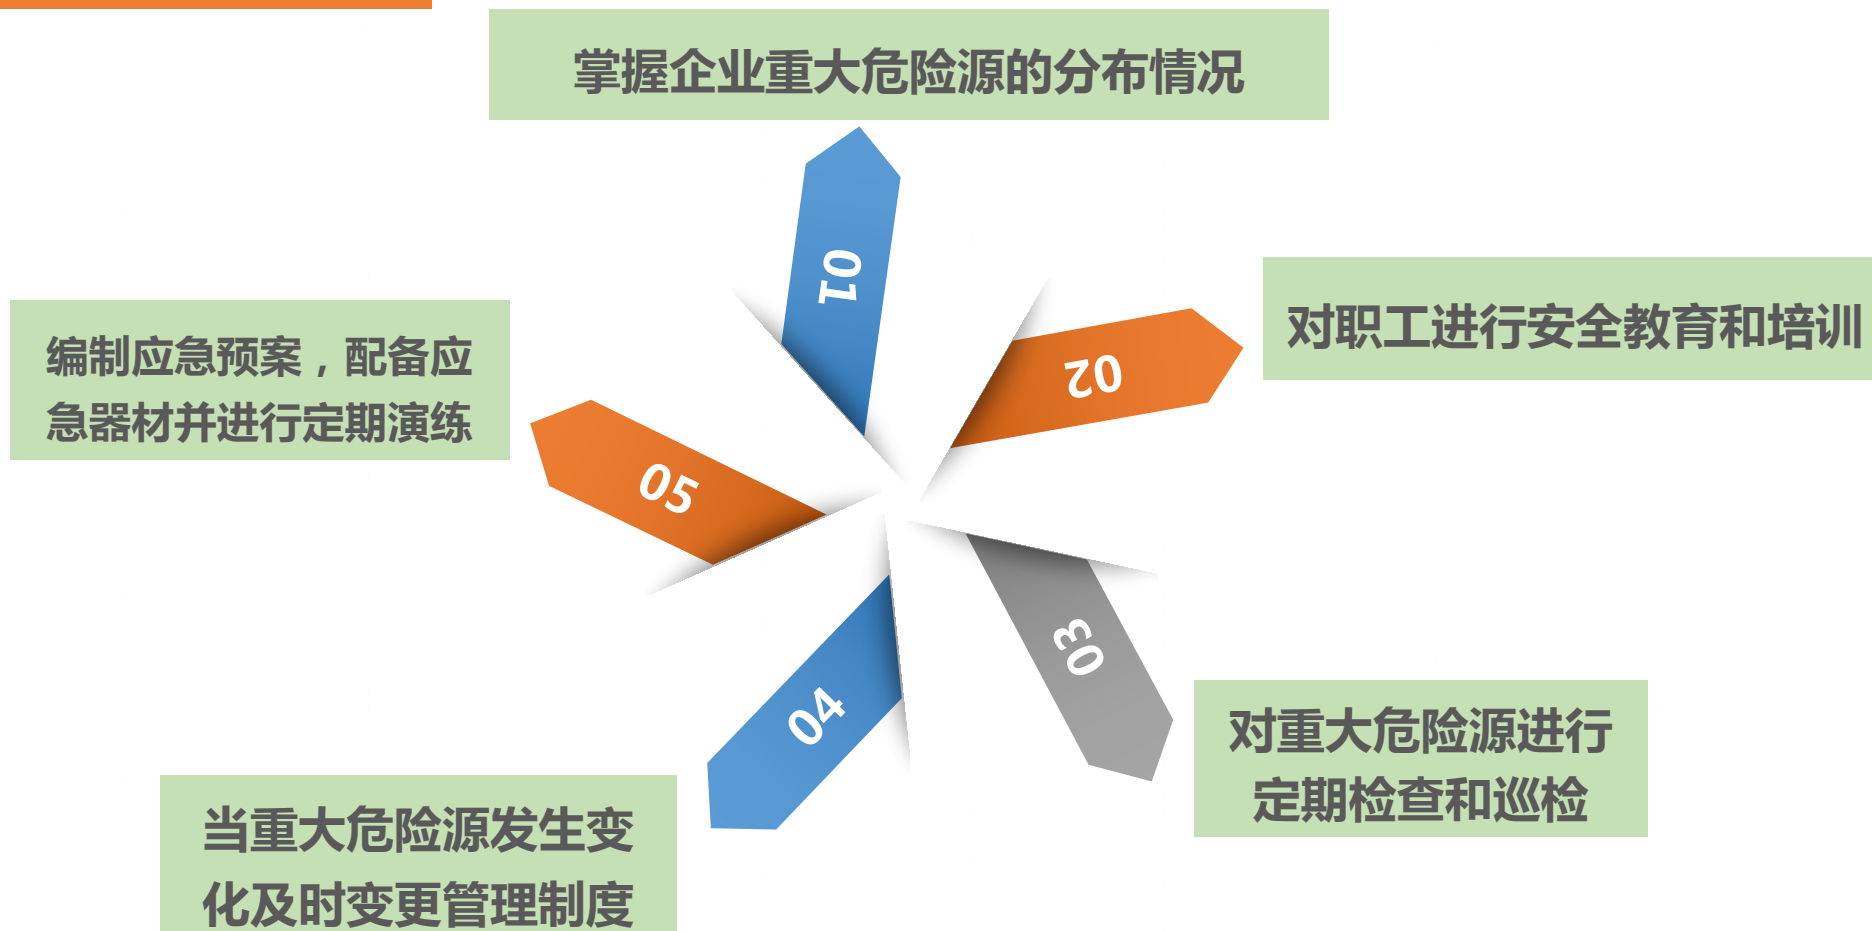 掌握企业重大危险源的分布情况
01
02
对职工进行安全教育和培训
03
对重大危险源进行
定期检查和巡检
04
当重大危险源发生变
化及时变更管理制度
05
编制应急预案，配备应
急器材并进行定期演练